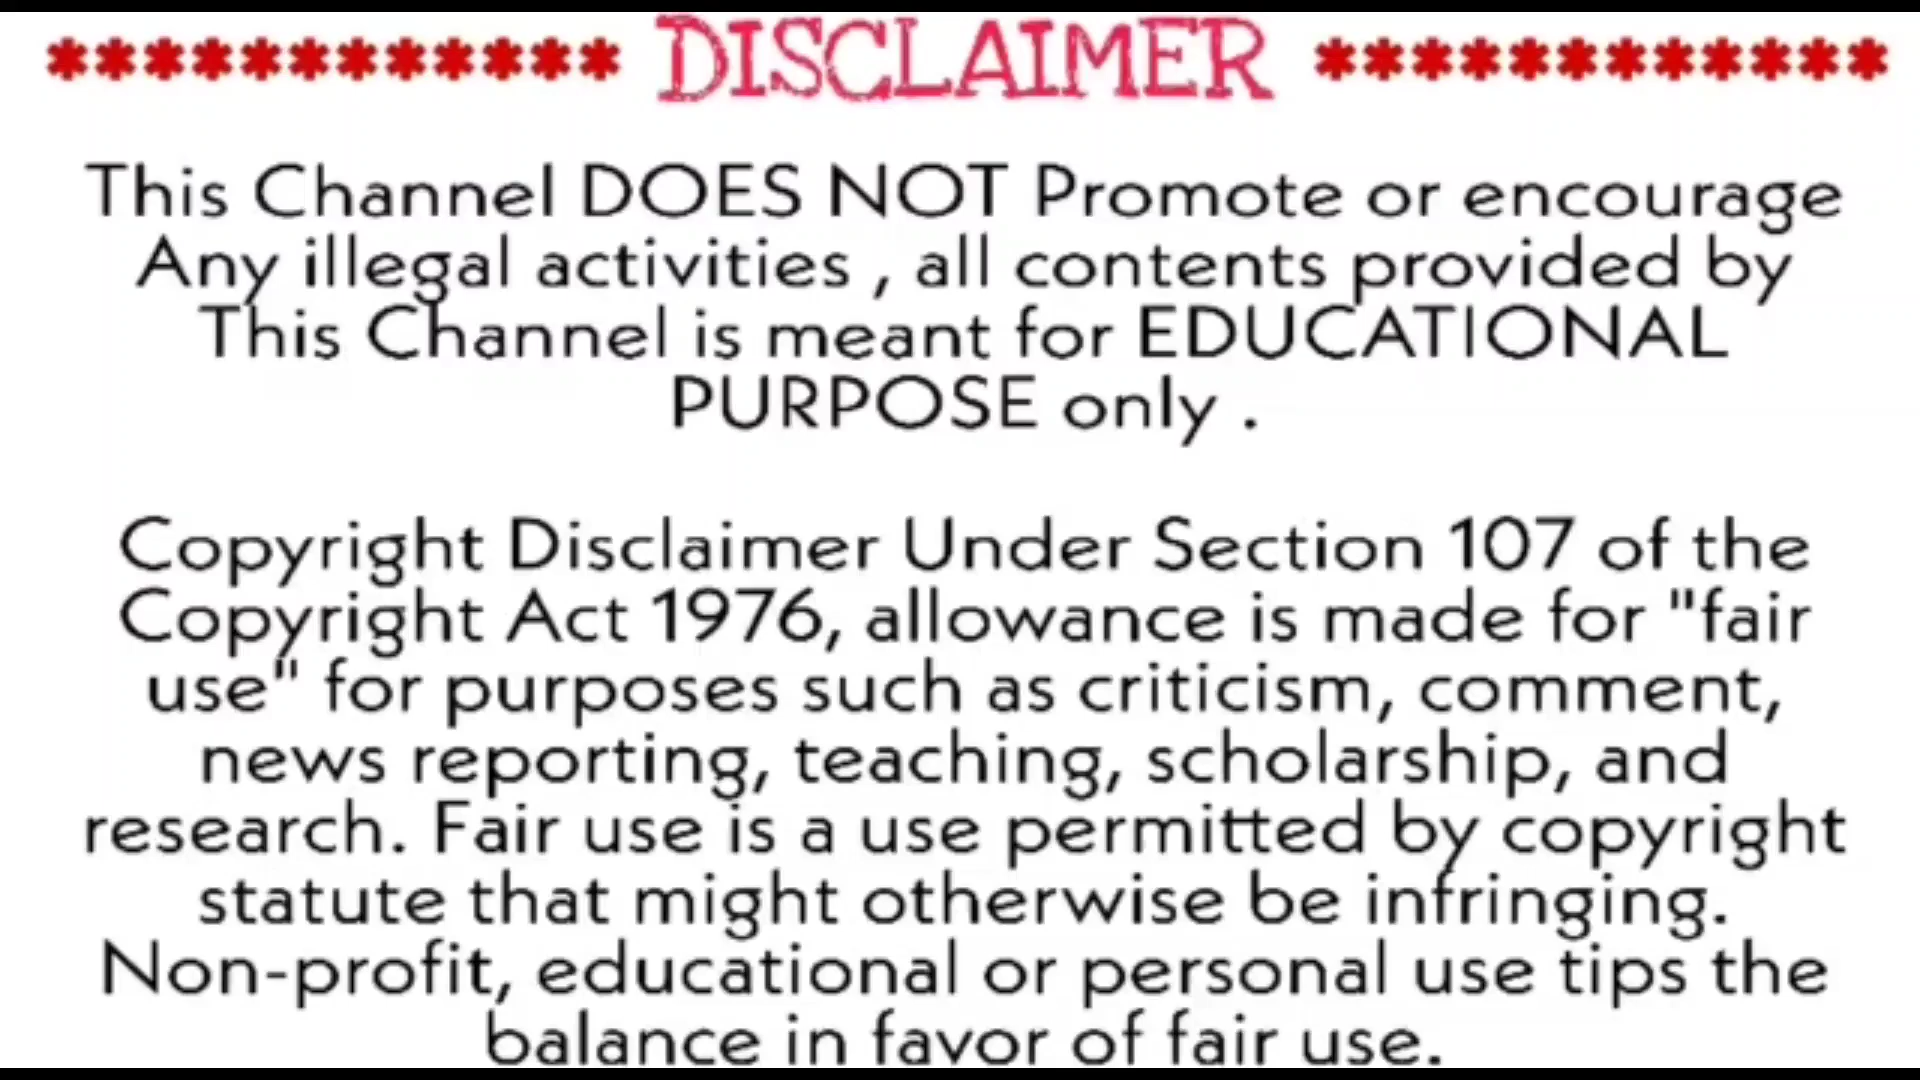 ************ DISCLAIMER ************
This Channel DOES NOT Promote or encourage
Any illegal activities , all contents provided by
This Channel is meant for EDUCATIONAL
PURPOSE only .
Copyright Disclaimer Under Section 107 of the
Copyright Act 1976, allowance is made for "fair
use" for purposes such as criticism, comment,
news reporting, teaching, scholarship, and
research. Fair use is a use permitted by copyright
statute that might otherwise be infringing.
Non-profit, educational or personal use tips the
balance in favor of fair use.